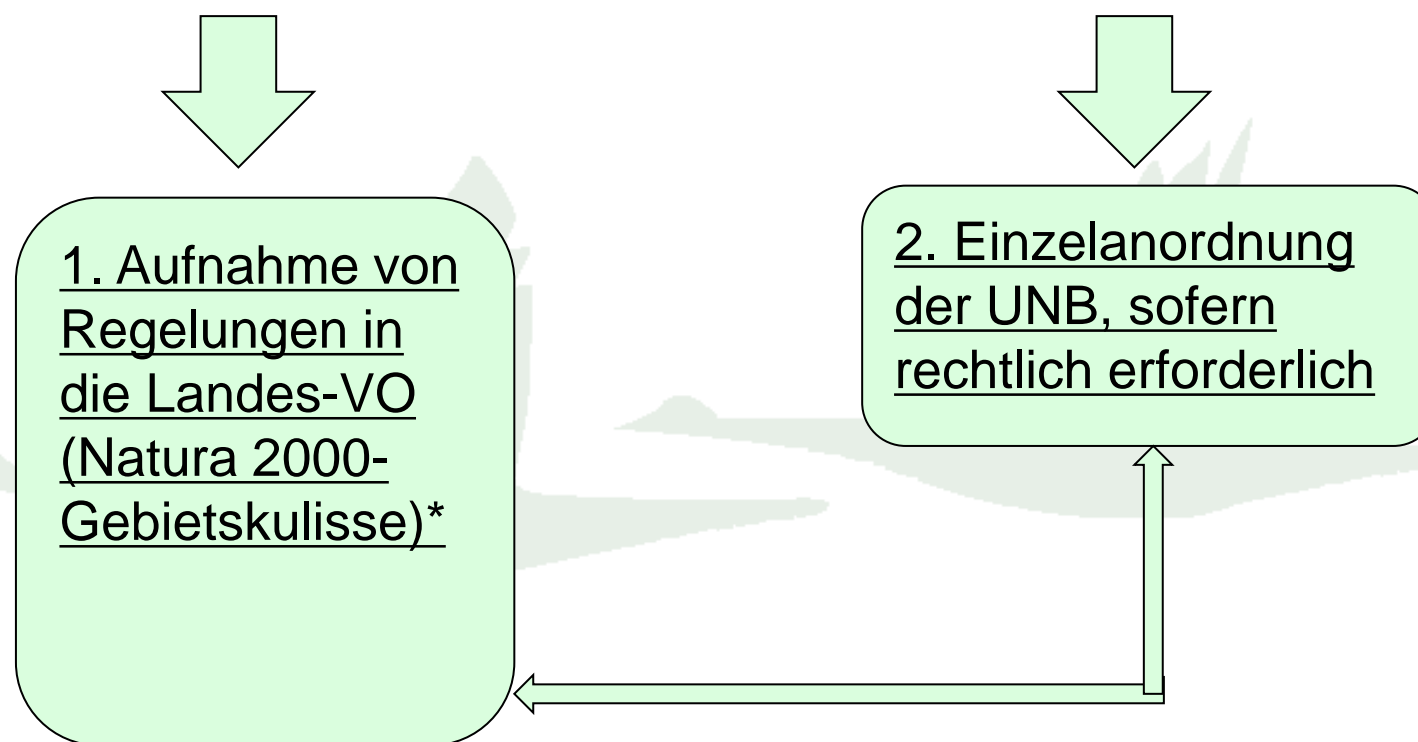 1. Aufnahme von
Regelungen in
die Landes-VO
(Natura 2000-
Gebietskulisse)*
2. Einzelanordnung
der UNB, sofern
rechtlich erforderlich